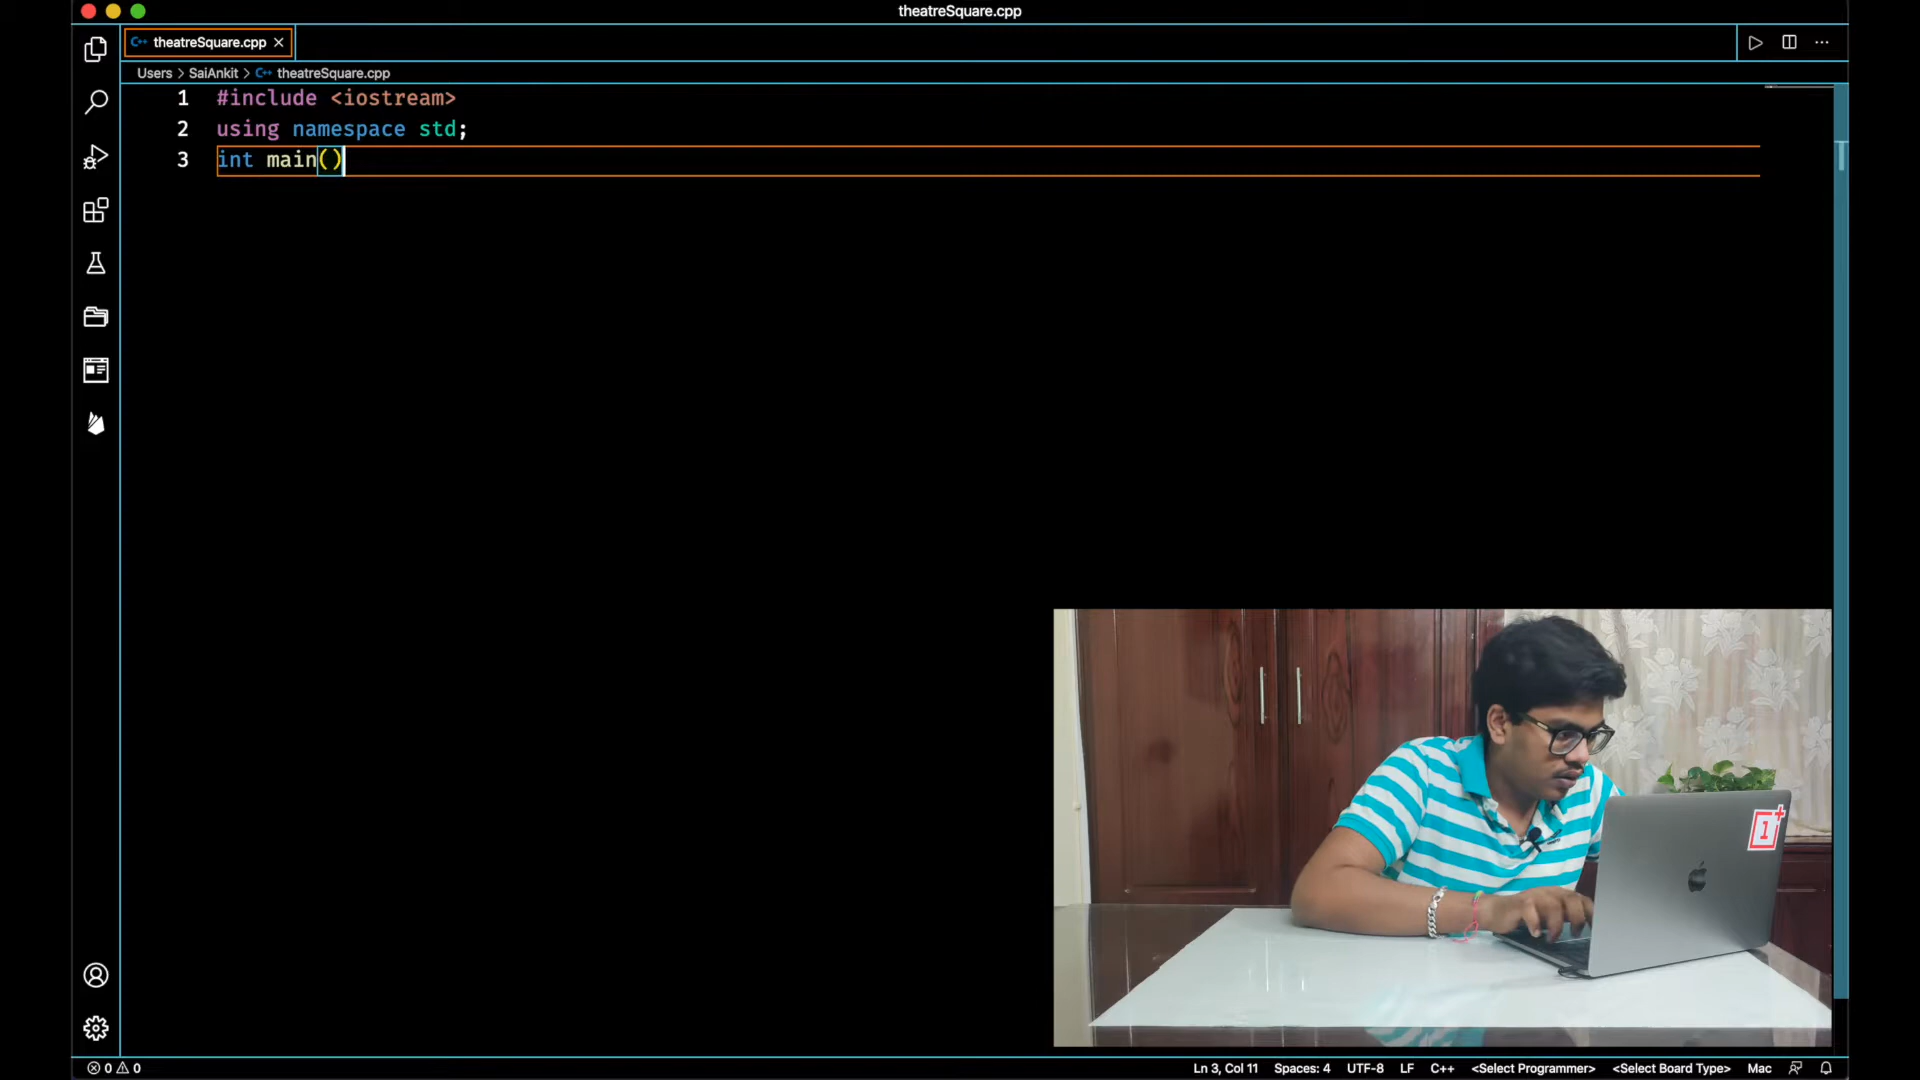 theatreSquare.cpp
C++ theatreSquare.cpp ×
Users > SaiAnkit > C++ theatreSquare.cpp
1 #include <iostream>
2 using namespace std;
3 int main()
1+
0 0 Ln 3, Col 11 Spaces: 4 UTF-8 LF C++ <Select Programmer> <Select Board Type> Mac